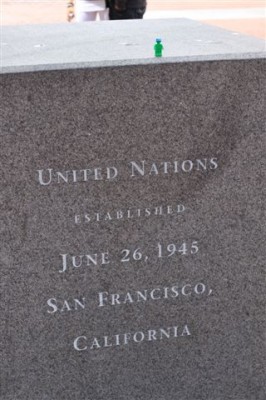 United Nations
ESTABLISHED
June 26, 1945
San Francisco,
California